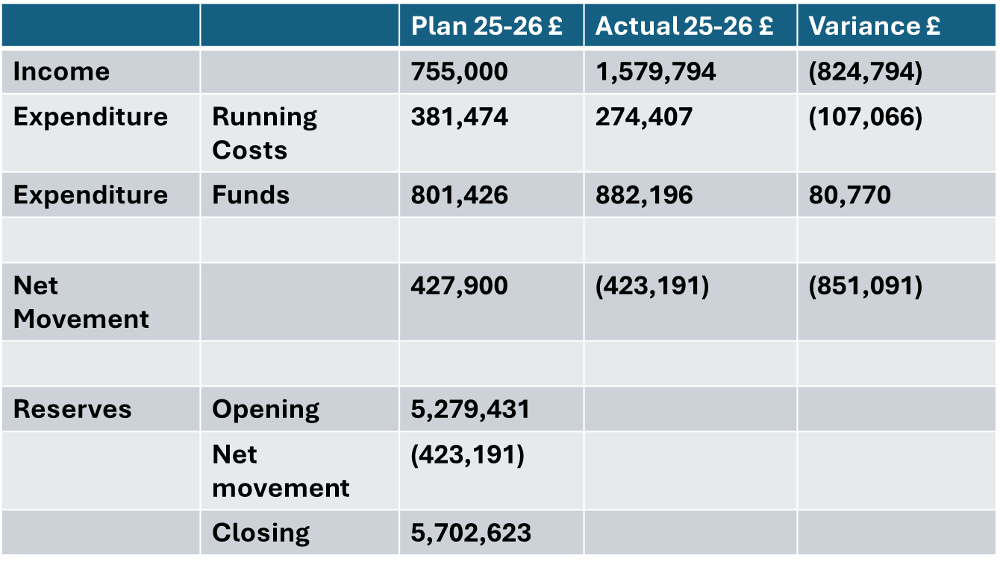 Plan 25-26 £ Actual 25-26 £ Variance £
Income 755,000 1,579,794 (824,794)
Expenditure Running 381,474 274,407 (107,066)
Costs
Expenditure Funds 801,426 882,196 80,770
Net 427,900 (423,191) (851,091)
Movement
Reserves Opening 5,279,431
Net (423,191)
movement
Closing 5,702,623